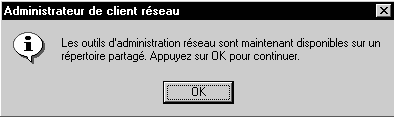 Administrateur de client réseau
Les outils d'administration réseau sont maintenant disponibles sur un
répertoire partagé. Appuyez sur OK pour continuer.
OK